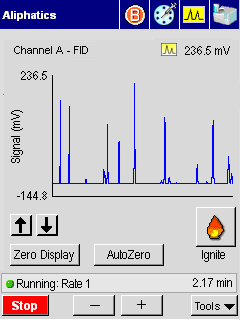 Aliphatics
B
Channel A - FID
236.5 mV
236.5
Signal (mV)
-144.8
Zero Display
AutoZero
Ignite
Running: Rate 1
2.17 min
Stop
Tools